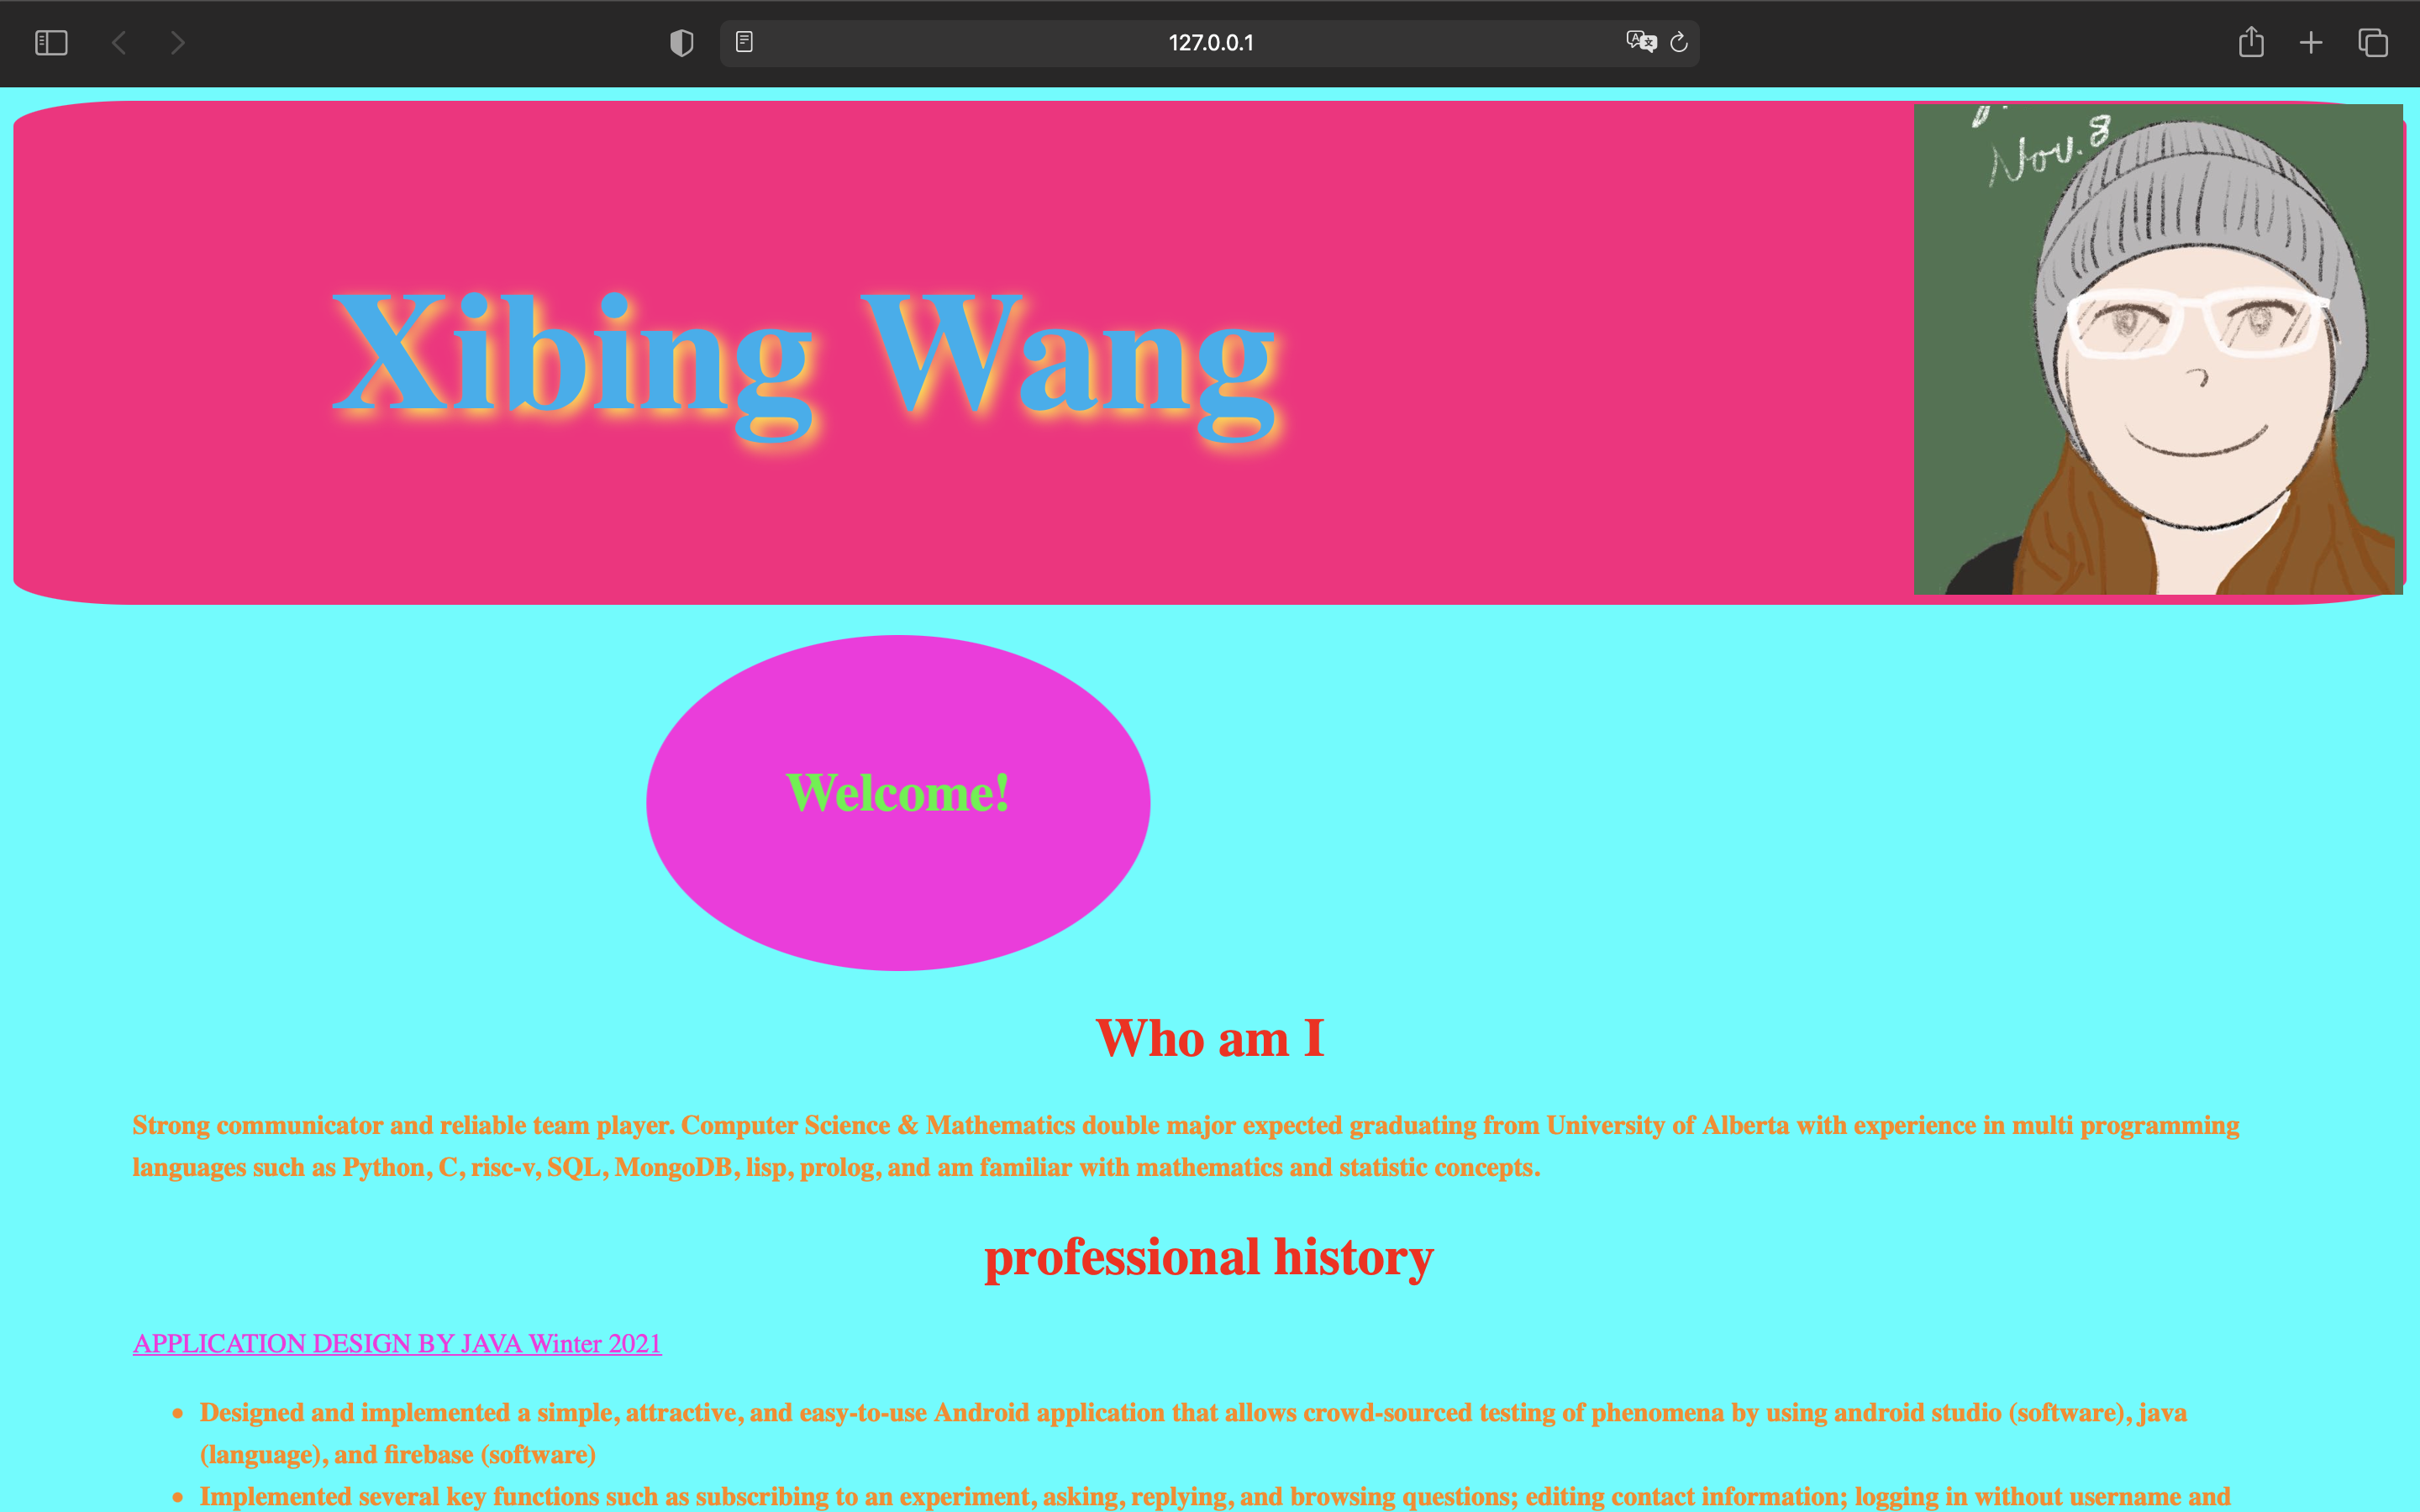 127.0.0.1
Nov. 8
Xibing Wang
Welcome!
Who am I
Strong communicator and reliable team player. Computer Science & Mathematics double major expected graduating from University of Alberta with experience in multi programming
languages such as Python, C, risc-v, SQL, MongoDB, lisp, prolog, and am familiar with mathematics and statistic concepts.
professional history
APPLICATION DESIGN BY JAVA Winter 2021
• Designed and implemented a simple, attractive, and easy-to-use Android application that allows crowd-sourced testing of phenomena by using android studio (software), java
(language), and firebase (software)
• Implemented several key functions such as subscribing to an experiment, asking, replying, and browsing questions; editing contact information; logging in without username and